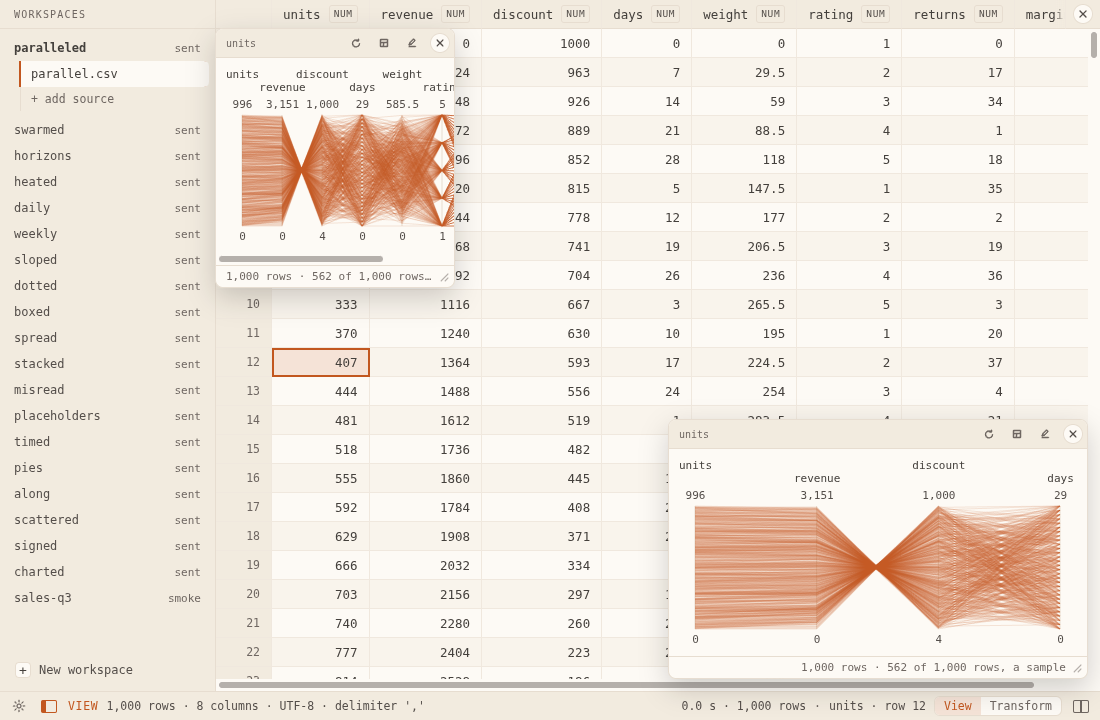 WORKSPACES
paralleled sent
parallel.csv
+ add source
swarmed sent
horizons sent
heated sent
daily sent
weekly sent
sloped sent
dotted sent
boxed sent
spread sent
stacked sent
misread sent
placeholders sent
timed sent
pies sent
along sent
scattered sent
signed sent
charted sent
sales-q3 smoke
+ New workspace
units NUM revenue NUM discount NUM days NUM weight NUM rating NUM returns NUM margi
0 1000 0 0 1 0
24 963 7 29.5 2 17
48 926 14 59 3 34
72 889 21 88.5 4 1
96 852 28 118 5 18
20 815 5 147.5 1 35
44 778 12 177 2 2
68 741 19 206.5 3 19
92 704 26 236 4 36
10 333 1116 667 3 265.5 5 3
11 370 1240 630 10 195 1 20
12 407 1364 593 17 224.5 2 37
13 444 1488 556 24 254 3 4
14 481 1612 519
15 518 1736 482
16 555 1860 445
17 592 1784 408
18 629 1908 371
19 666 2032 334
20 703 2156 297
21 740 2280 260
22 777 2404 223
units
units discount weight
revenue days ratin
996 3,151 1,000 29 585.5 5
0 0 4 0 0 1
1,000 rows · 562 of 1,000 rows…
units
units discount
revenue days
996 3,151 1,000 29
0 0 4 0
1,000 rows · 562 of 1,000 rows, a sample
VIEW 1,000 rows · 8 columns · UTF-8 · delimiter ','
0.0 s · 1,000 rows · units · row 12 View Transform